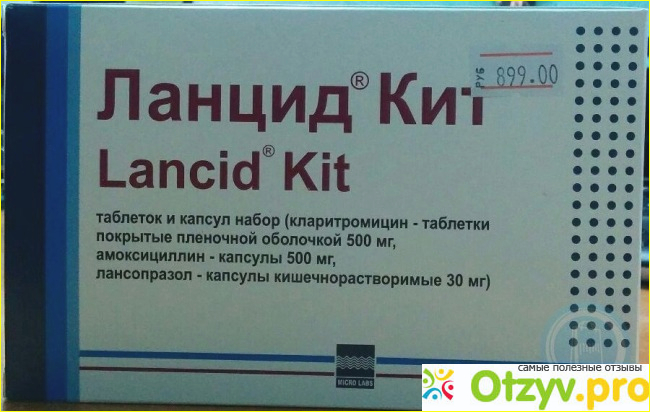 Ланцид® Кит
РУБ 899.00
Lancid® Kit
таблеток и капсул набор (кларитромицин - таблетки
покрытые пленочной оболочкой 500 мг,
амоксициллин - капсулы 500 мг,
лансопразол - капсулы кишечнорастворимые 30 мг)
MICRO LABS
самые полезные отзывы
Otzyv.pro